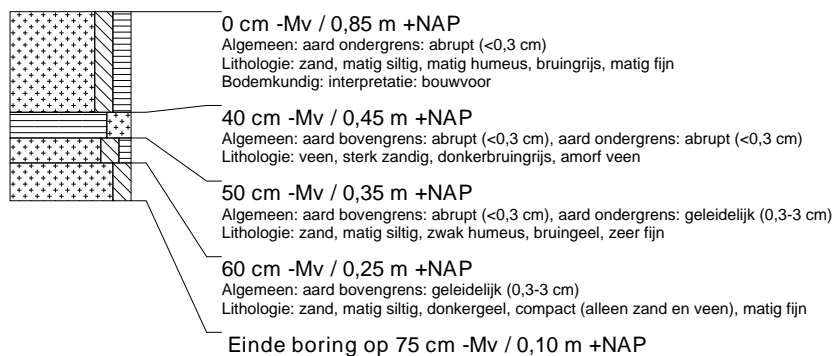 0 cm -Mv / 0,85 m +NAP
Algemeen: aard ondergrens: abrupt (<0,3 cm)
Lithologie: zand, matig siltig, matig humeus, bruingrijs, matig fijn
Bodemkundig: interpretatie: bouwvoor
40 cm -Mv / 0,45 m +NAP
Algemeen: aard bovengrens: abrupt (<0,3 cm), aard ondergrens: abrupt (<0,3 cm)
Lithologie: veen, sterk zandig, donkerbruingrijs, amorf veen
50 cm -Mv / 0,35 m +NAP
Algemeen: aard bovengrens: abrupt (<0,3 cm), aard ondergrens: geleidelijk (0,3-3 cm)
Lithologie: zand, matig siltig, zwak humeus, bruingeel, zeer fijn
60 cm -Mv / 0,25 m +NAP
Algemeen: aard bovengrens: geleidelijk (0,3-3 cm)
Lithologie: zand, matig siltig, donkergeel, compact (alleen zand en veen), matig fijn
Einde boring op 75 cm -Mv / 0,10 m +NAP